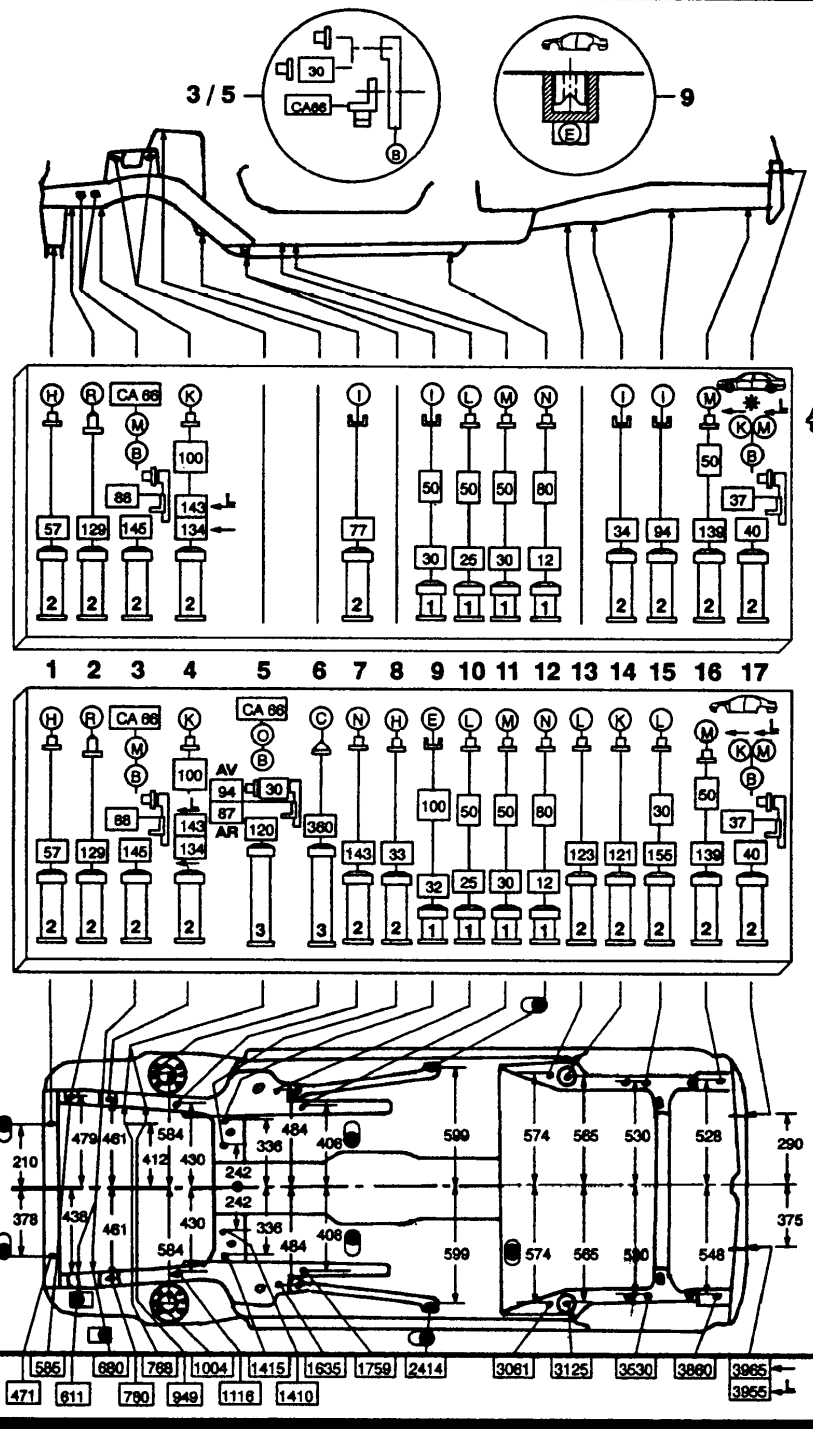 30
3 / 5
CA66
B
9
E
H R CA 66 K I I L M N I I M
M
B
K M
B
100
50 50 50 80 50
88
143 L
37
134
57 129 145 77 34 94 139 40
30 25 30 12
2 2 2 2 2 1 1 1 1 2 2 2 2
1 2 3 4 5 6 7 8 9 10 11 12 13 14 15 16 17
H R CA 66 K CA 66 C N H E L M N L K L M
M
B
O
B
L
K M
B
100
AV
94 30
87
AR
100 50 50 80 30 50
68
L
143
134
37
57 129 145 120 360 143 33 123 121 155 139 40
32 25 30 12
2 2 2 2 3 3 2 2 1 1 1 1 2 2 2 2 2
479 461 584 412 430 336 484 408 599 574 565 530 528 290
210
242
378 438 461 584 430 242 336 484 408 599 574 565 548 375
585 680 768 1004 1415 1635 1759 2414 3061 3125 3530 3860 3965
471 611 780 949 1116 1410 3955 L